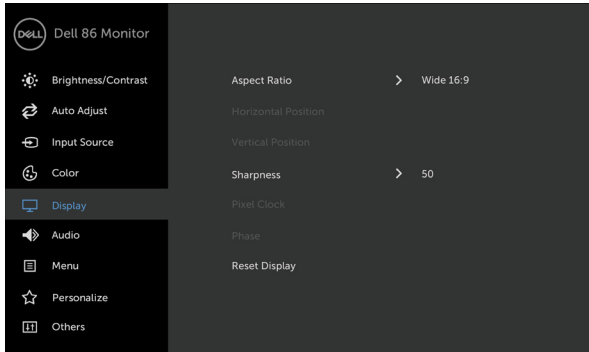 DELL Dell 86 Monitor
Brightness/Contrast
Auto Adjust
Input Source
Color
Display
Audio
Menu
Personalize
Others
Aspect Ratio > Wide 16:9
Horizontal Position
Vertical Position
Sharpness > 50
Pixel Clock
Phase
Reset Display